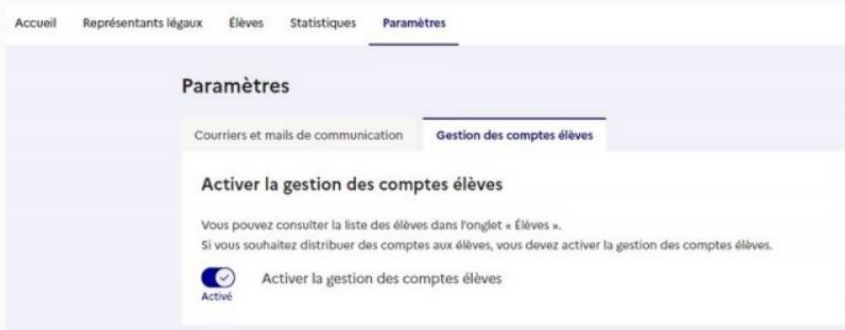 Accueil Représentants légaux Élèves Statistiques Paramètres
Paramètres
Courriers et mails de communication Gestion des comptes élèves
Activer la gestion des comptes élèves
Vous pouvez consulter la liste des élèves dans l'onglet « Élèves ».
Si vous souhaitez distribuer des comptes aux élèves, vous devez activer la gestion des comptes élèves.
Activer la gestion des comptes élèves
Activé